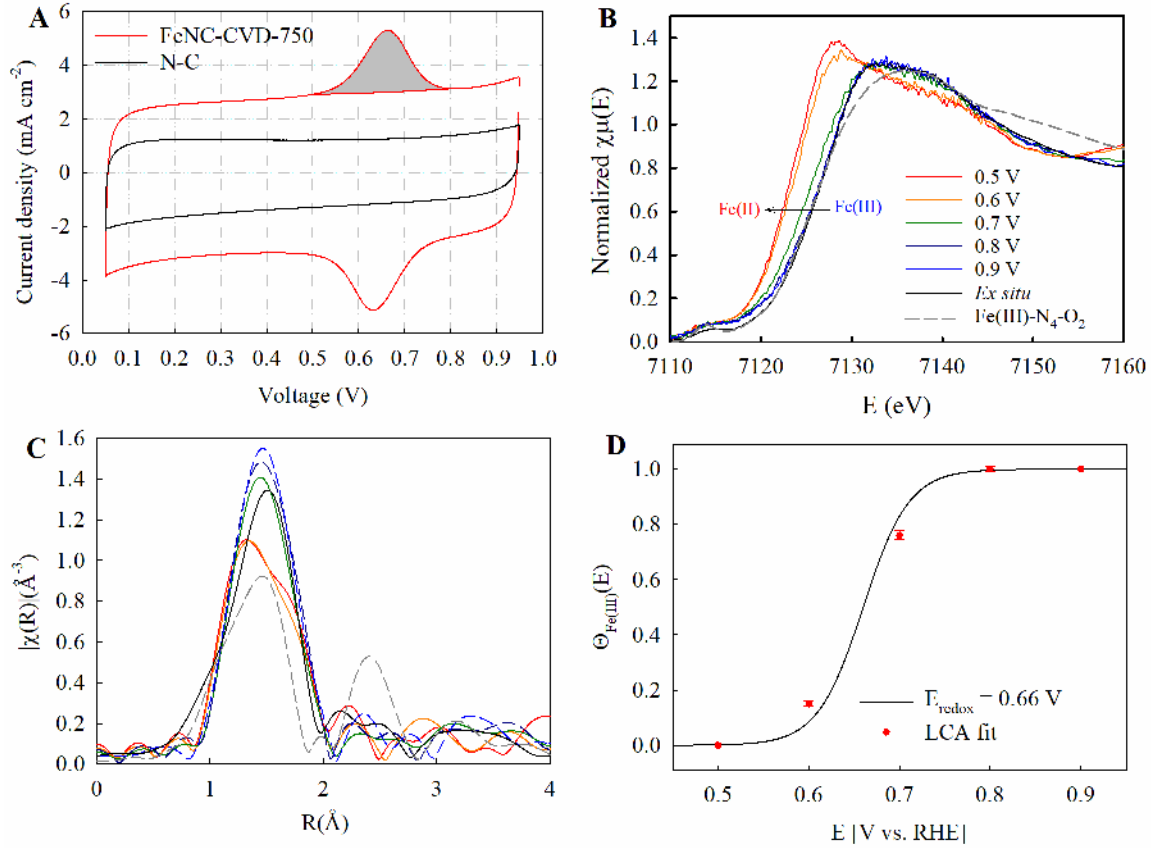 A
6
4
2
0
-2
-4
-6
Current density (mA cm-2)
FeNC-CVD-750
N-C
0.0 0.1 0.2 0.3 0.4 0.5 0.6 0.7 0.8 0.9 1.0
Voltage (V)
B
1.4
1.2
1.0
0.8
0.6
0.4
0.2
0.0
Normalized χμ(E)
Fe(II)
Fe(III)
0.5 V
0.6 V
0.7 V
0.8 V
0.9 V
Ex situ
Fe(III)-N4-O2
7110 7120 7130 7140 7150 7160
E (eV)
C
1.6
1.4
1.2
1.0
0.8
0.6
0.4
0.2
0.0
|χ(R)|(Å-3)
0 1 2 3 4
R(Å)
D
1.0
0.8
0.6
0.4
0.2
0.0
ΘFe(III)(E)
Eredox = 0.66 V
LCA fit
0.5 0.6 0.7 0.8 0.9
E [V vs. RHE]